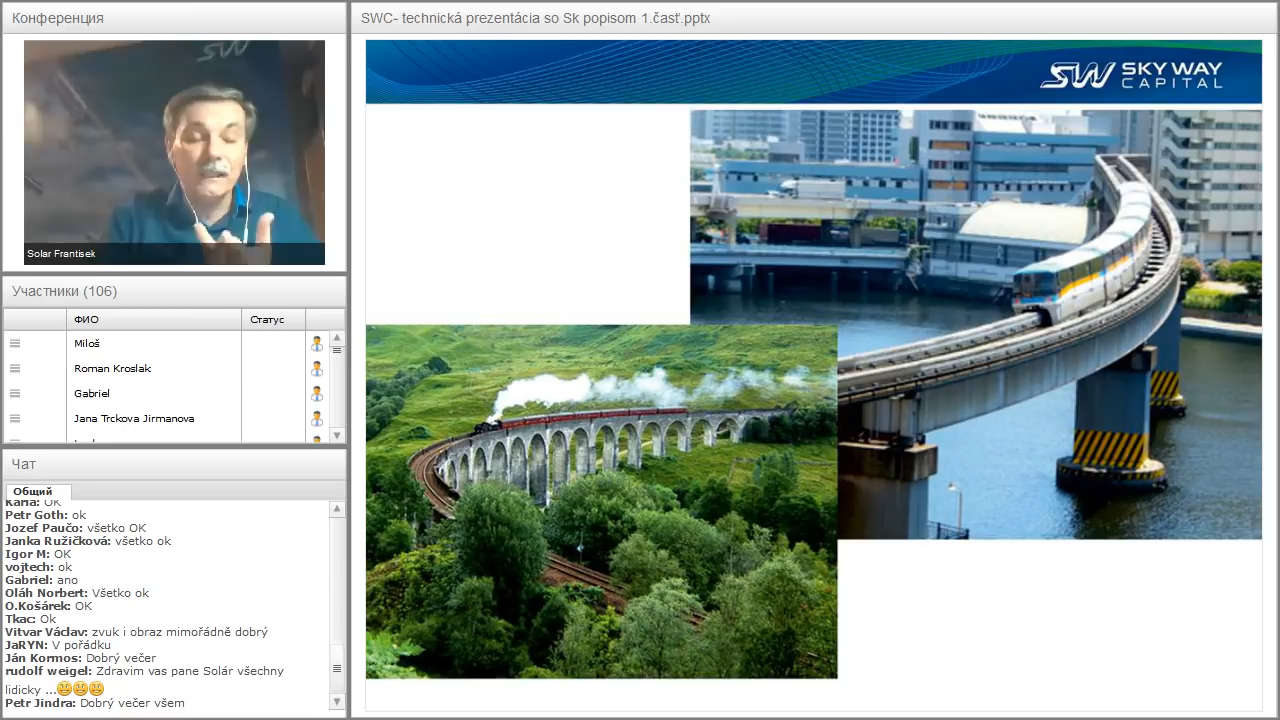 Конференция
SW
Solar Frantisek
Участники (106)
ФИО Статус
Miloš
Roman Kroslak
Gabriel
Jana Trckova Jirmanova
Чат
Общий
Karla: OK
Petr Goth: ok
Jozef Paučo: všetko OK
Janka Ružičková: všetko ok
Igor M: OK
vojtech: ok
Gabriel: ano
Oláh Norbert: Všetko ok
O.Košárek: OK
Tkac: Ok
Vitvar Václav: zvuk i obraz mimořádně dobrý
JaRYN: V pořádku
Ján Kormos: Dobrý večer
rudolf weigel: Zdravim vas pane Solár všechny
lidicky ...
Petr Jindra: Dobrý večer všem
SWC- technická prezentácia so Sk popisom 1.časť.pptx
SW SKY WAY
CAPITAL